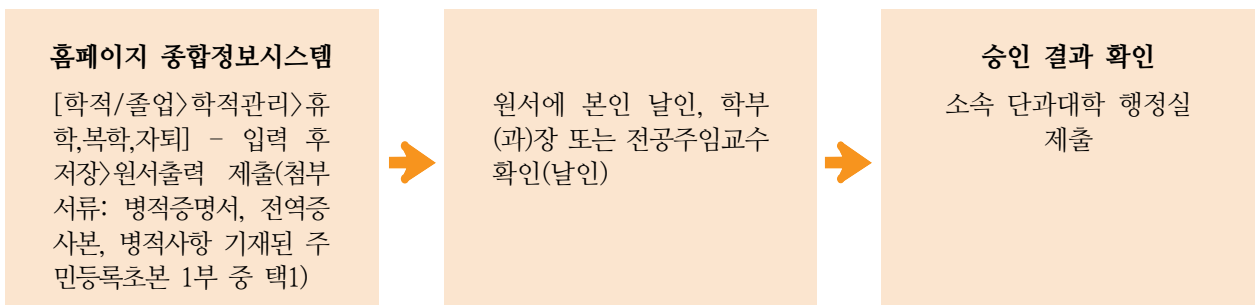 홈페이지 종합정보시스템
[학적/졸업>학적관리>휴
학,복학,자퇴] - 입력 후
저장>원서출력 제출(첨부
서류: 병적증명서, 전역증
사본, 병적사항 기재된 주
민등록초본 1부 중 택1)
원서에 본인 날인, 학부
(과)장 또는 전공주임교수
확인(날인)
승인 결과 확인
소속 단과대학 행정실
제출